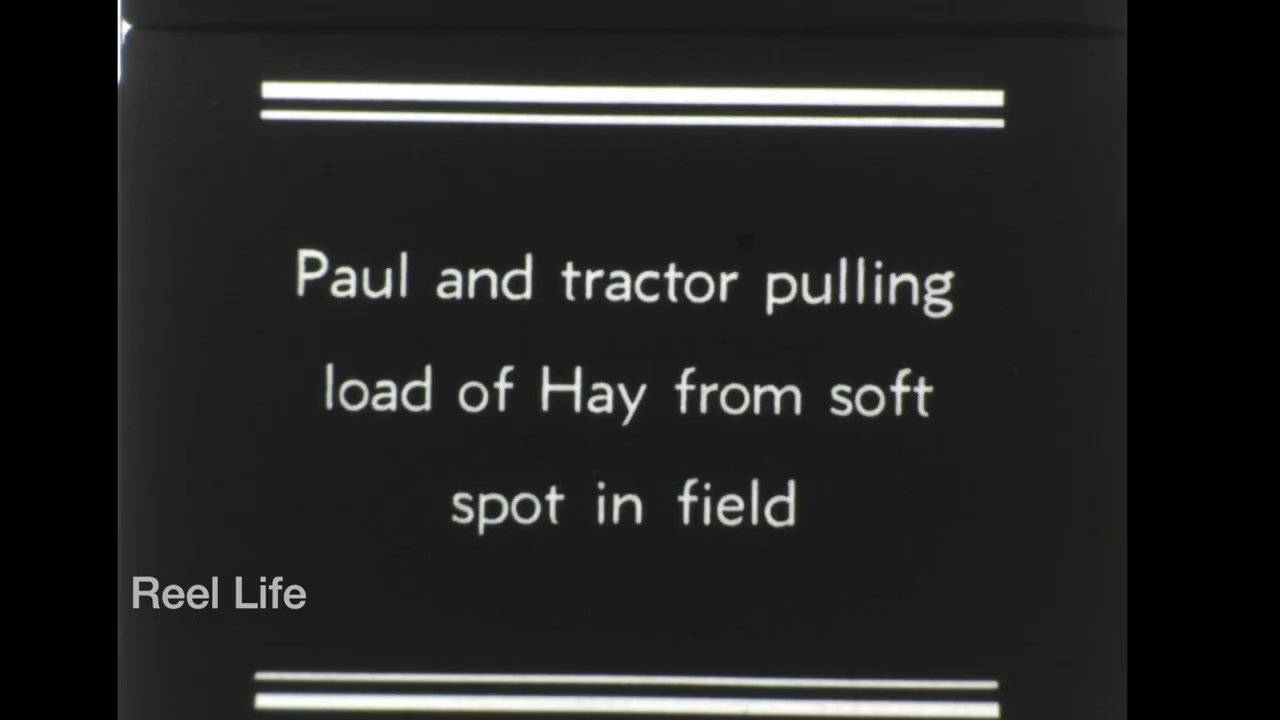 Paul and tractor pulling
load of Hay from soft
spot in field
Reel Life